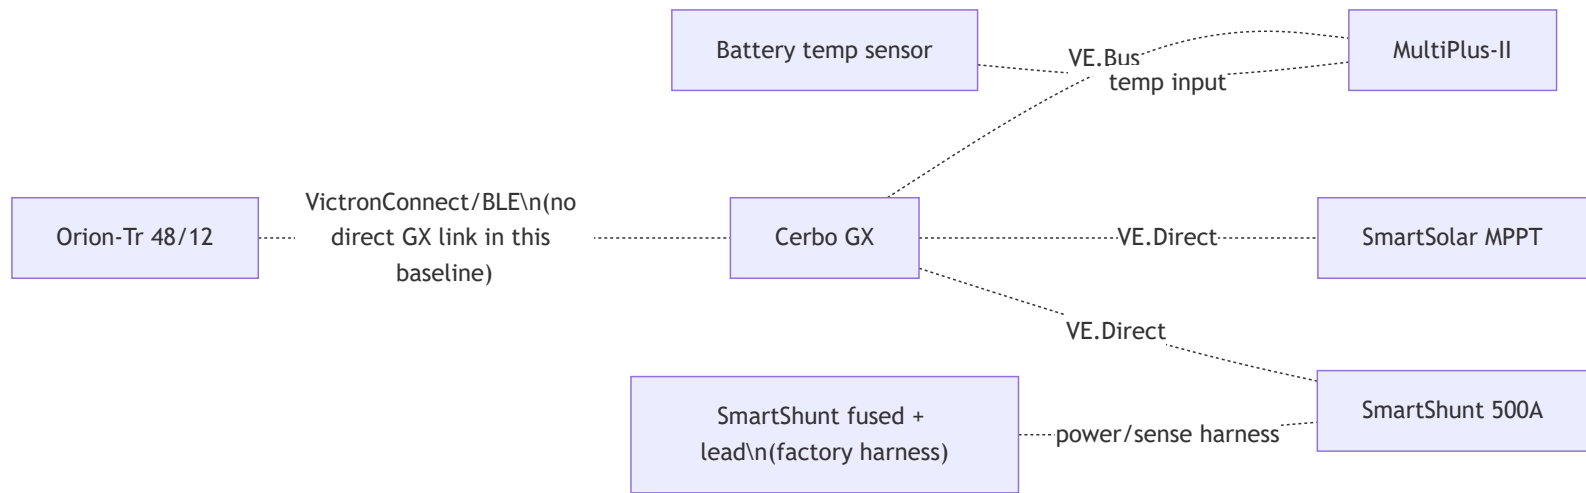 Battery temp sensor
VE.Bus
temp input
MultiPlus-II
Orion-Tr 48/12
VictronConnect/BLE\n(no
direct GX link in this
baseline)
Cerbo GX
VE.Direct
SmartSolar MPPT
VE.Direct
SmartShunt fused +
lead\n(factory harness)
power/sense harness
SmartShunt 500A